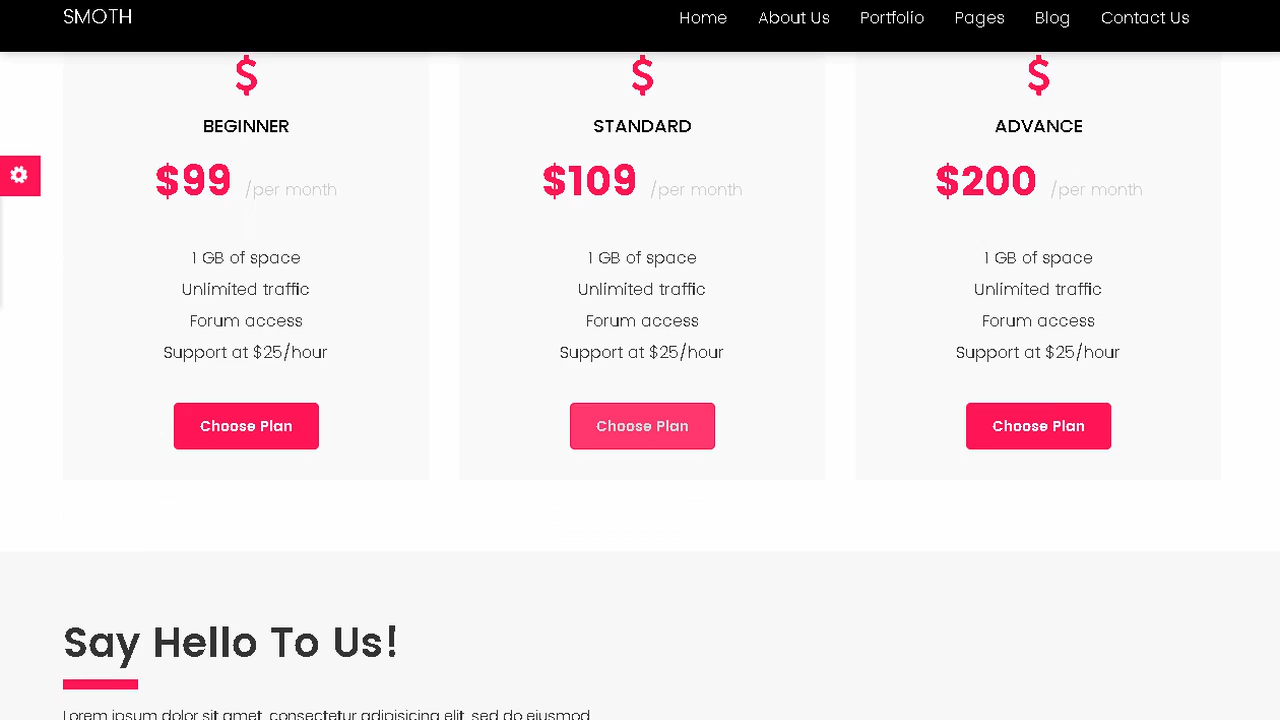 SMOTH Home About Us Portfolio Pages Blog Contact Us
$ $ $
BEGINNER STANDARD ADVANCE
$99 /per month $109 /per month $200 /per month
1 GB of space 1 GB of space 1 GB of space
Unlimited traffic Unlimited traffic Unlimited traffic
Forum access Forum access Forum access
Support at $25/hour Support at $25/hour Support at $25/hour
Choose Plan Choose Plan Choose Plan
Say Hello To Us!
Lorem ipsum dolor sit amet, consectetur adipisicing elit, sed do eiusmod